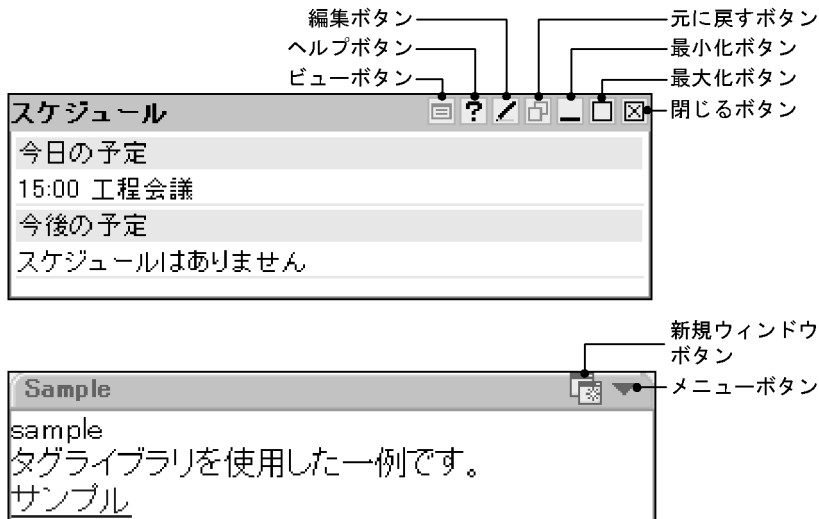 編集ボタン
ヘルプボタン
ビューボタン
元に戻すボタン
最小化ボタン
最大化ボタン
閉じるボタン
スケジュール
今日の予定
15:00 工程会議
今後の予定
スケジュールはありません
新規ウィンドウ
ボタン
メニューボタン
Sample
sample
タグライブラリを使用した一例です。
サンプル